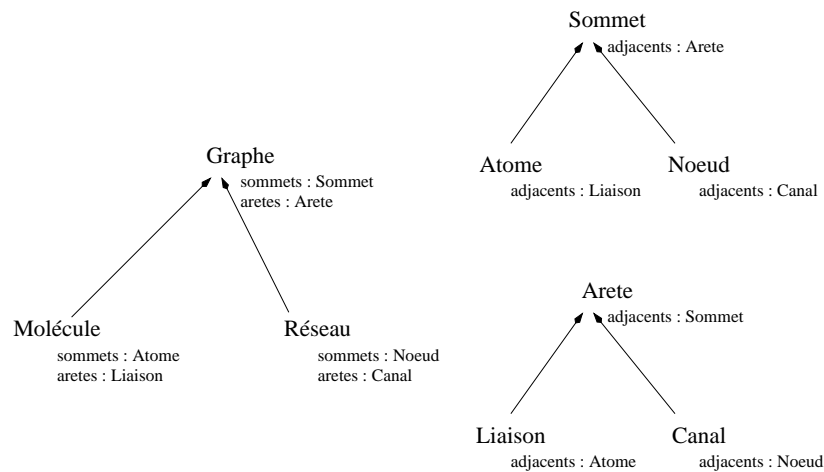 Sommet
adjacents : Arete
Atome
adjacents : Liaison
Noeud
adjacents : Canal
Graphe
sommets : Sommet
aretes : Arete
Molécule
sommets : Atome
aretes : Liaison
Réseau
sommets : Noeud
aretes : Canal
Arete
adjacents : Sommet
Liaison
adjacents : Atome
Canal
adjacents : Noeud